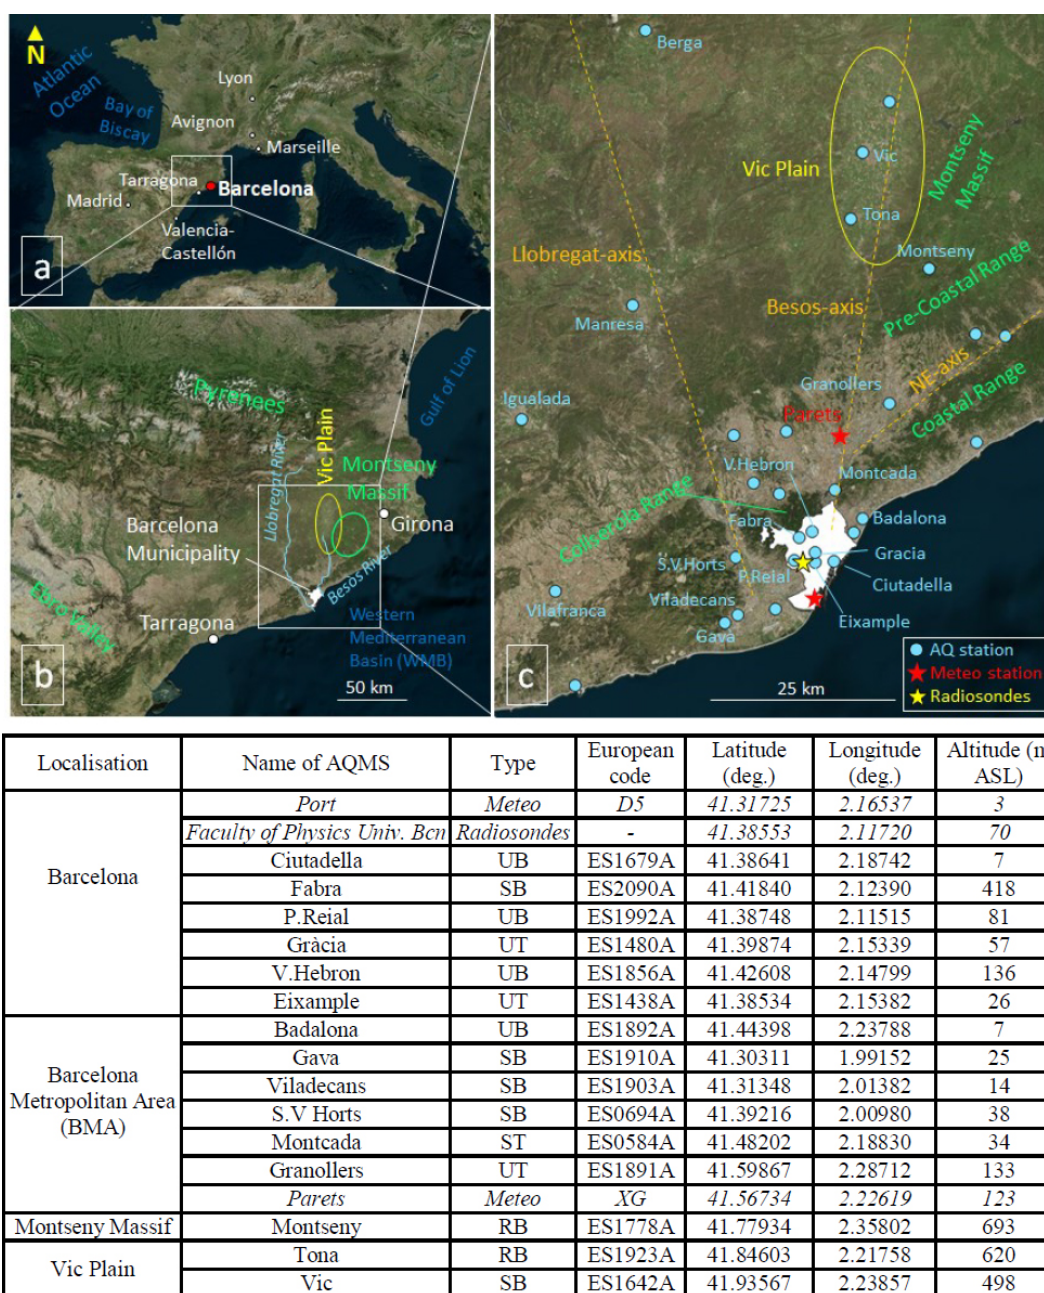 N
Atlantic
Ocean
Bay of
Biscay
Lyon
Avignon
Marseille
Tarragona
Barcelona
Madrid
Valencia-
Castellón
a
Pyrenees
Gulf of Lion
Llobregat River
Vic Plain
Montseny
Massif
Girona
Barcelona
Municipality
Besòs River
Ebro Valley
Tarragona
Western
Mediterranean
Basin (WMB)
50 km
b
Berga
Vic Plain
Vic
Montseny
Massif
Tona
Llobregat-axis
Montseny
Besos-axis
Pre-Coastal Range
Manresa
NE-axis
Granollers
Coastal Range
Igualada
Parets
V.Hebron
Montcada
Collserola Range
Fabra
Badalona
S.V.Horts
P.Reial
Gracia
Ciutadella
Vilafranca
Viladecans
Gava
Eixample
AQ station
Meteo station
Radiosondes
c
25 km
Localisation Name of AQMS Type European code Latitude (deg.) Longitude (deg.) Altitude (m ASL)
Barcelona
Port Meteo D5 41.31725 2.16537 3
Faculty of Physics Univ. Bcn Radiosondes - 41.38553 2.11720 70
Ciutadella UB ES1679A 41.38641 2.18742 7
Fabra SB ES2090A 41.41840 2.12390 418
P.Reial UB ES1992A 41.38748 2.11515 81
Gràcia UT ES1480A 41.39874 2.15339 57
V.Hebron UB ES1856A 41.42608 2.14799 136
Eixample UT ES1438A 41.38534 2.15382 26
Barcelona
Metropolitan Area
(BMA)
Badalona UB ES1892A 41.44398 2.23788 7
Gava SB ES1910A 41.30311 1.99152 25
Viladecans SB ES1903A 41.31348 2.01382 14
S.V Horts SB ES0694A 41.39216 2.00980 38
Montcada ST ES0584A 41.48202 2.18830 34
Granollers UT ES1891A 41.59867 2.28712 133
Parets Meteo XG 41.56734 2.22619 123
Montseny Massif Montseny RB ES1778A 41.77934 2.35802 693
Vic Plain
Tona RB ES1923A 41.84603 2.21758 620
Vic SB ES1642A 41.93567 2.23857 498